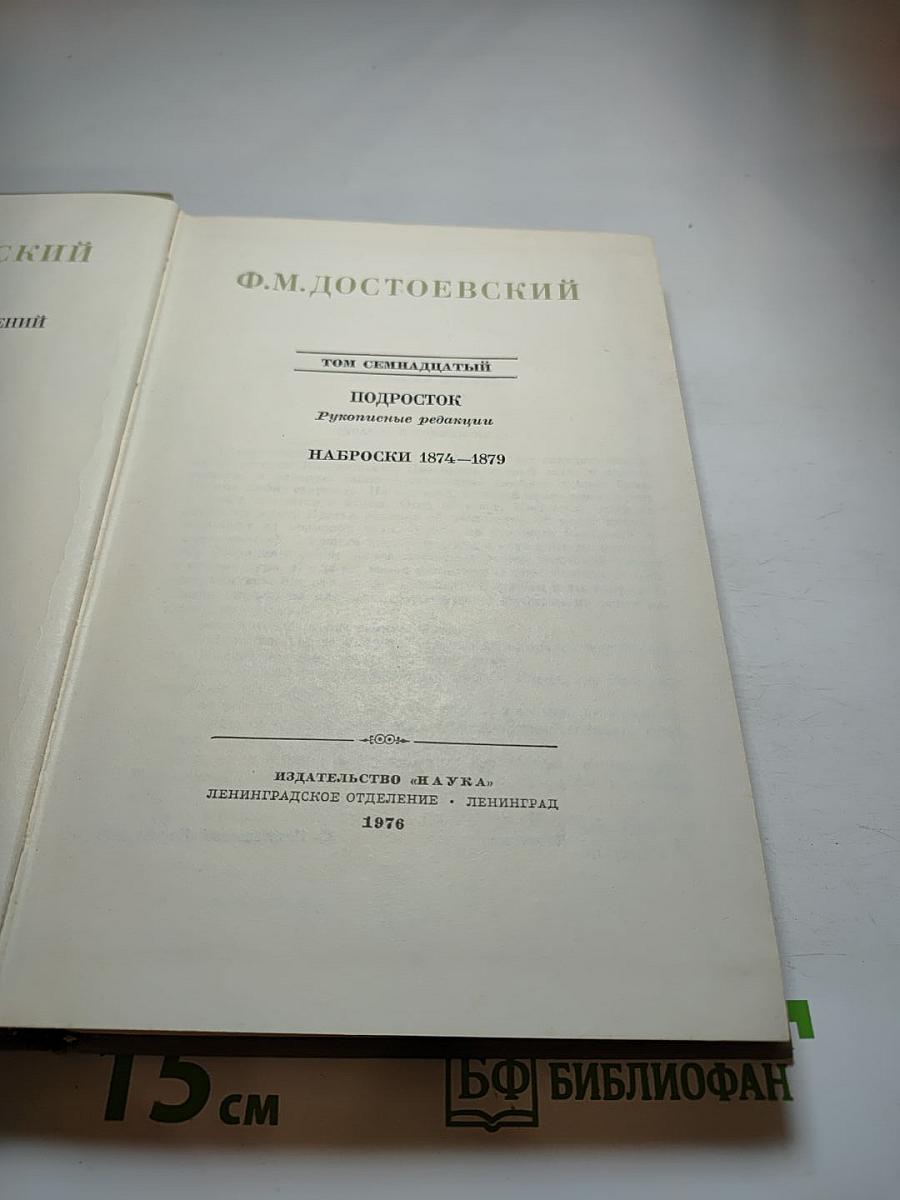 СКИЙ
ЕНИЙ
Ф.М.ДОСТОЕВСКИЙ
ТОМ СЕМНАДЦАТЫЙ
ПОДРОСТОК
Рукописные редакции
НАБРОСКИ 1874—1879
ИЗДАТЕЛЬСТВО «НАУКА»
ЛЕНИНГРАДСКОЕ ОТДЕЛЕНИЕ • ЛЕНИНГРАД
1976
15 см
БФ БИБЛИОФАН